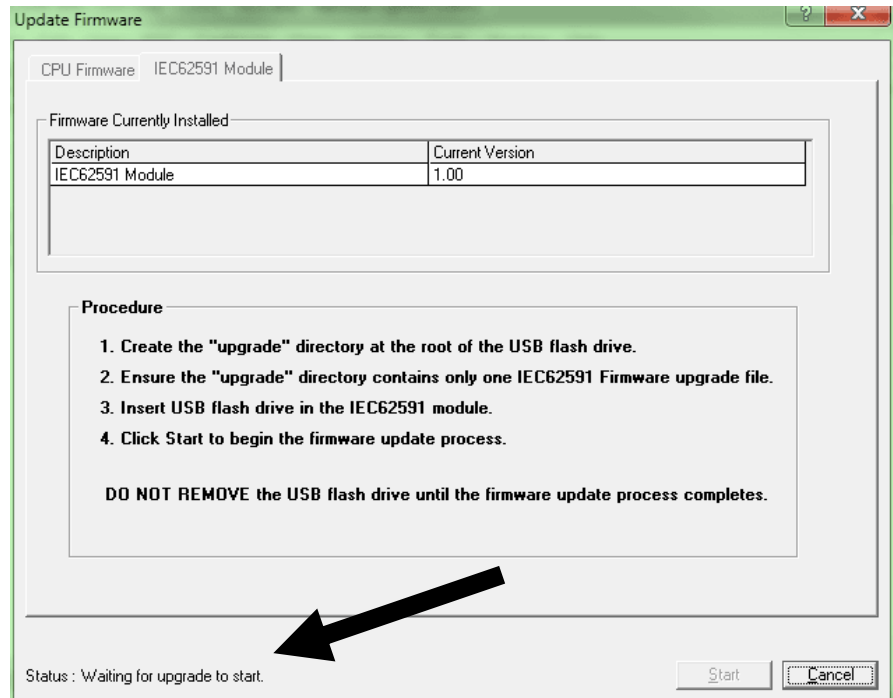 Update Firmware
?
X
CPU Firmware
IEC62591 Module
Firmware Currently Installed
Description Current Version
IEC62591 Module 1.00
Procedure
1. Create the "upgrade" directory at the root of the USB flash drive.
2. Ensure the "upgrade" directory contains only one IEC62591 Firmware upgrade file.
3. Insert USB flash drive in the IEC62591 module.
4. Click Start to begin the firmware update process.
DO NOT REMOVE the USB flash drive until the firmware update process completes.
Status : Waiting for upgrade to start.
Start
Cancel